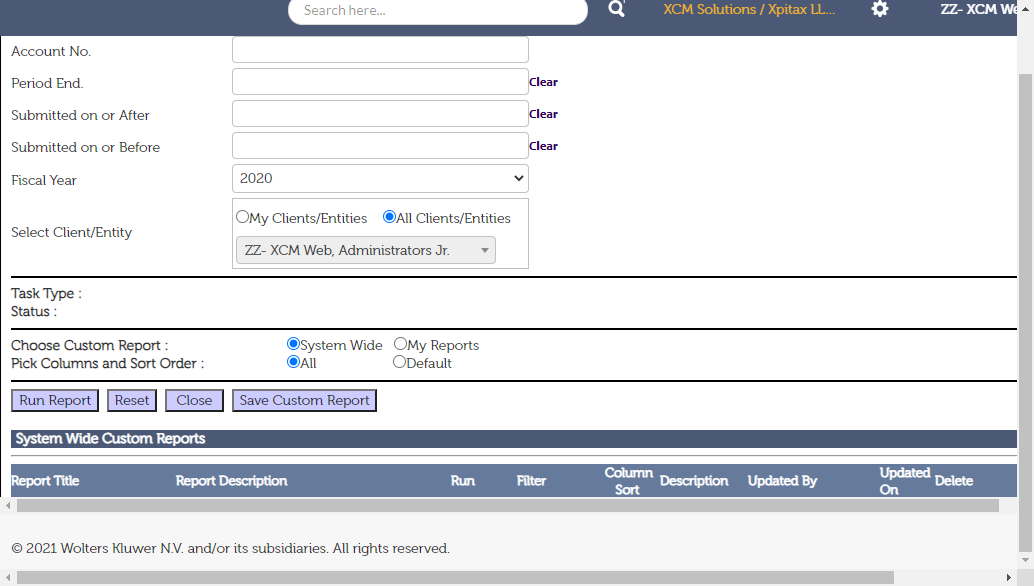 Search here...
XCM Solutions / Xpitax LL...
ZZ- XCM We
Account No.
Period End.
Clear
Submitted on or After
Clear
Submitted on or Before
Clear
Fiscal Year
2020
Select Client/Entity
My Clients/Entities All Clients/Entities
ZZ- XCM Web, Administrators Jr.
Task Type :
Status :
Choose Custom Report : System Wide My Reports
Pick Columns and Sort Order : All Default
Run Report Reset Close Save Custom Report
System Wide Custom Reports
Report Title Report Description Run Filter Column Sort Description Updated By Updated On Delete
© 2021 Wolters Kluwer N.V. and/or its subsidiaries. All rights reserved.